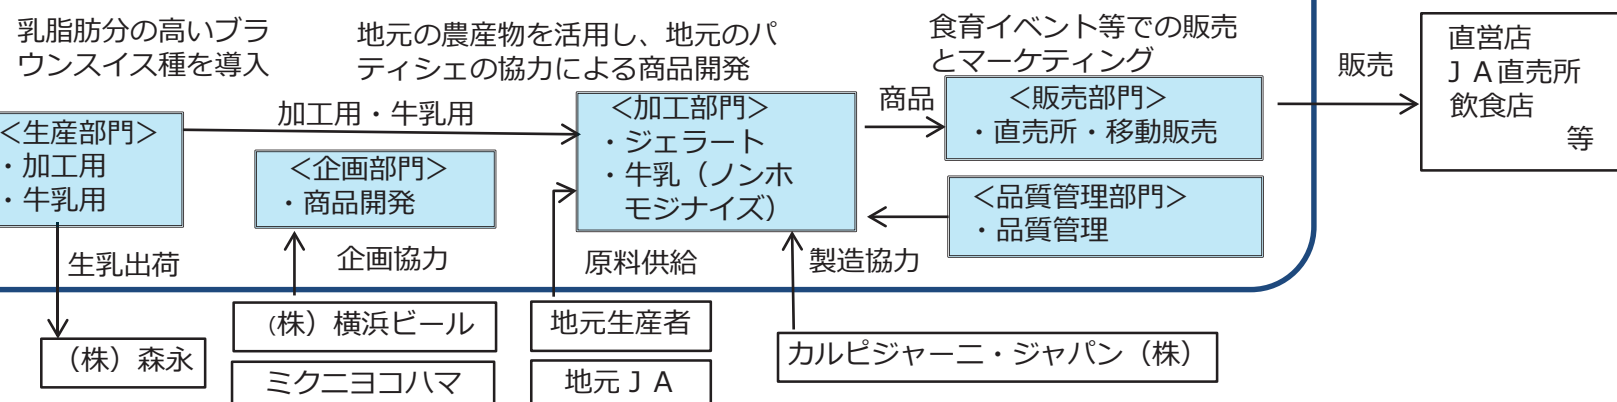 乳脂肪分の高いブラ
ウンスイス種を導入
地元の農産物を活用し、地元のパ
ティシェの協力による商品開発
食育イベント等での販売
とマーケティング
販売
直営店
ＪＡ直売所
飲食店
等
＜生産部門＞
・加工用
・牛乳用
加工用・牛乳用
＜企画部門＞
・商品開発
＜加工部門＞
・ジェラート
・牛乳（ノンホ
モジナイズ）
商品
＜販売部門＞
・直売所・移動販売
＜品質管理部門＞
・品質管理
生乳出荷
企画協力
原料供給
製造協力
（株）森永
（株）横浜ビール
ミクニヨコハマ
地元生産者
地元ＪＡ
カルピジャーニ・ジャパン（株）